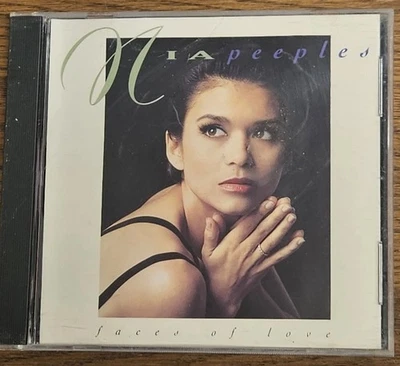 NIA peeples
faces of love